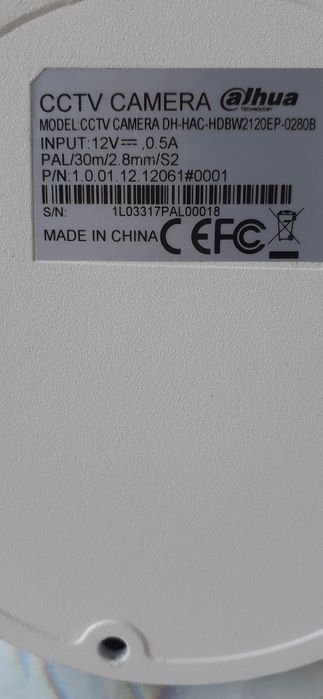 CCTV CAMERA alhua
TECHNOLOGY
MODEL:CCTV CAMERA DH-HAC-HDBW2120EP-0280B
INPUT:12V⎓,0.5A
PAL/30m/2.8mm/S2
P/N:1.0.01.12.12061#0001
S/N: 1L03317PAL00018
MADE IN CHINA CE FC